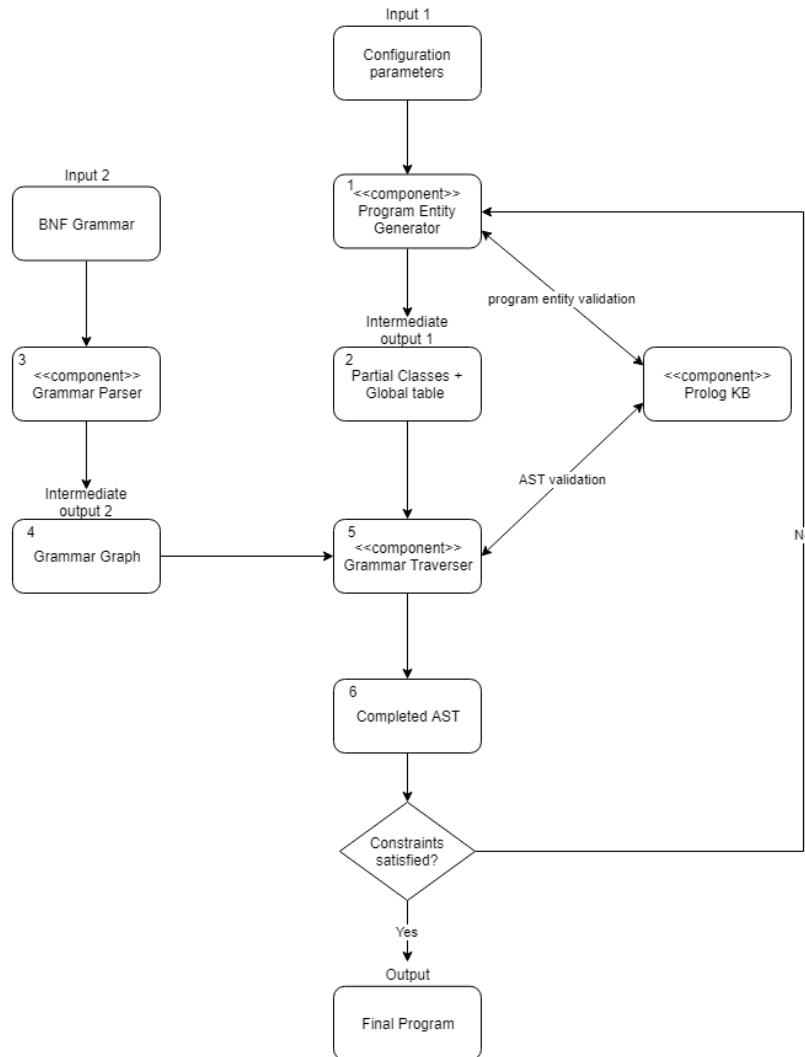 Input 1
Configuration
parameters
Input 2
BNF Grammar
1
<<component>>
Program Entity
Generator
program entity validation
Intermediate
output 1
3
<<component>>
Grammar Parser
2
Partial Classes +
Global table
<<component>>
Prolog KB
AST validation
Intermediate
output 2
4
Grammar Graph
5
<<component>>
Grammar Traverser
N
6
Completed AST
Constraints
satisfied?
Yes
Output
Final Program